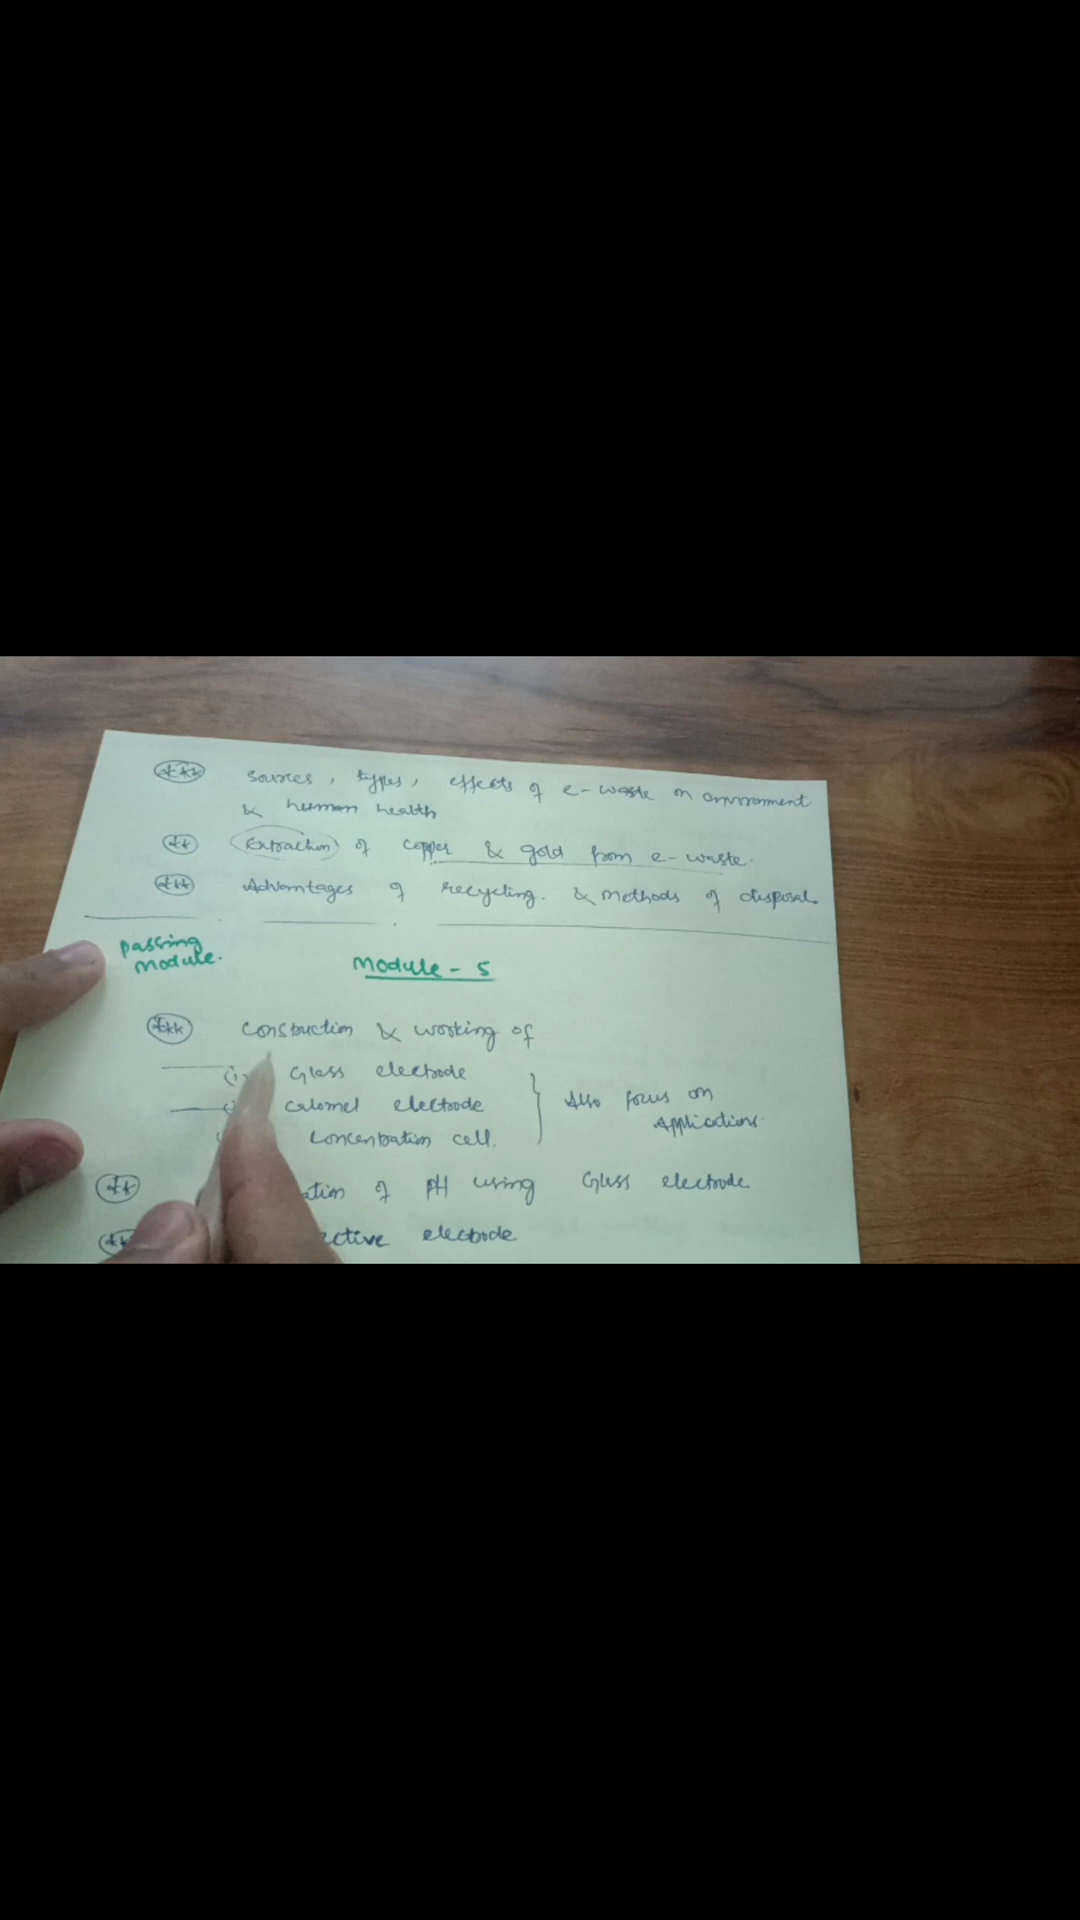 *** Sources, types, effects of e-waste on environment
& human health
** Extraction of copper & gold from e-waste.
*** Advantages of recycling. & Methods of disposal.
Passing
Module.
Module - 5
*** Construction & working of
(i) Glass electrode
calomel electrode
concentration cell.
Also focus on
Applications.
** ation of pH using Glass electrode
ective electrode